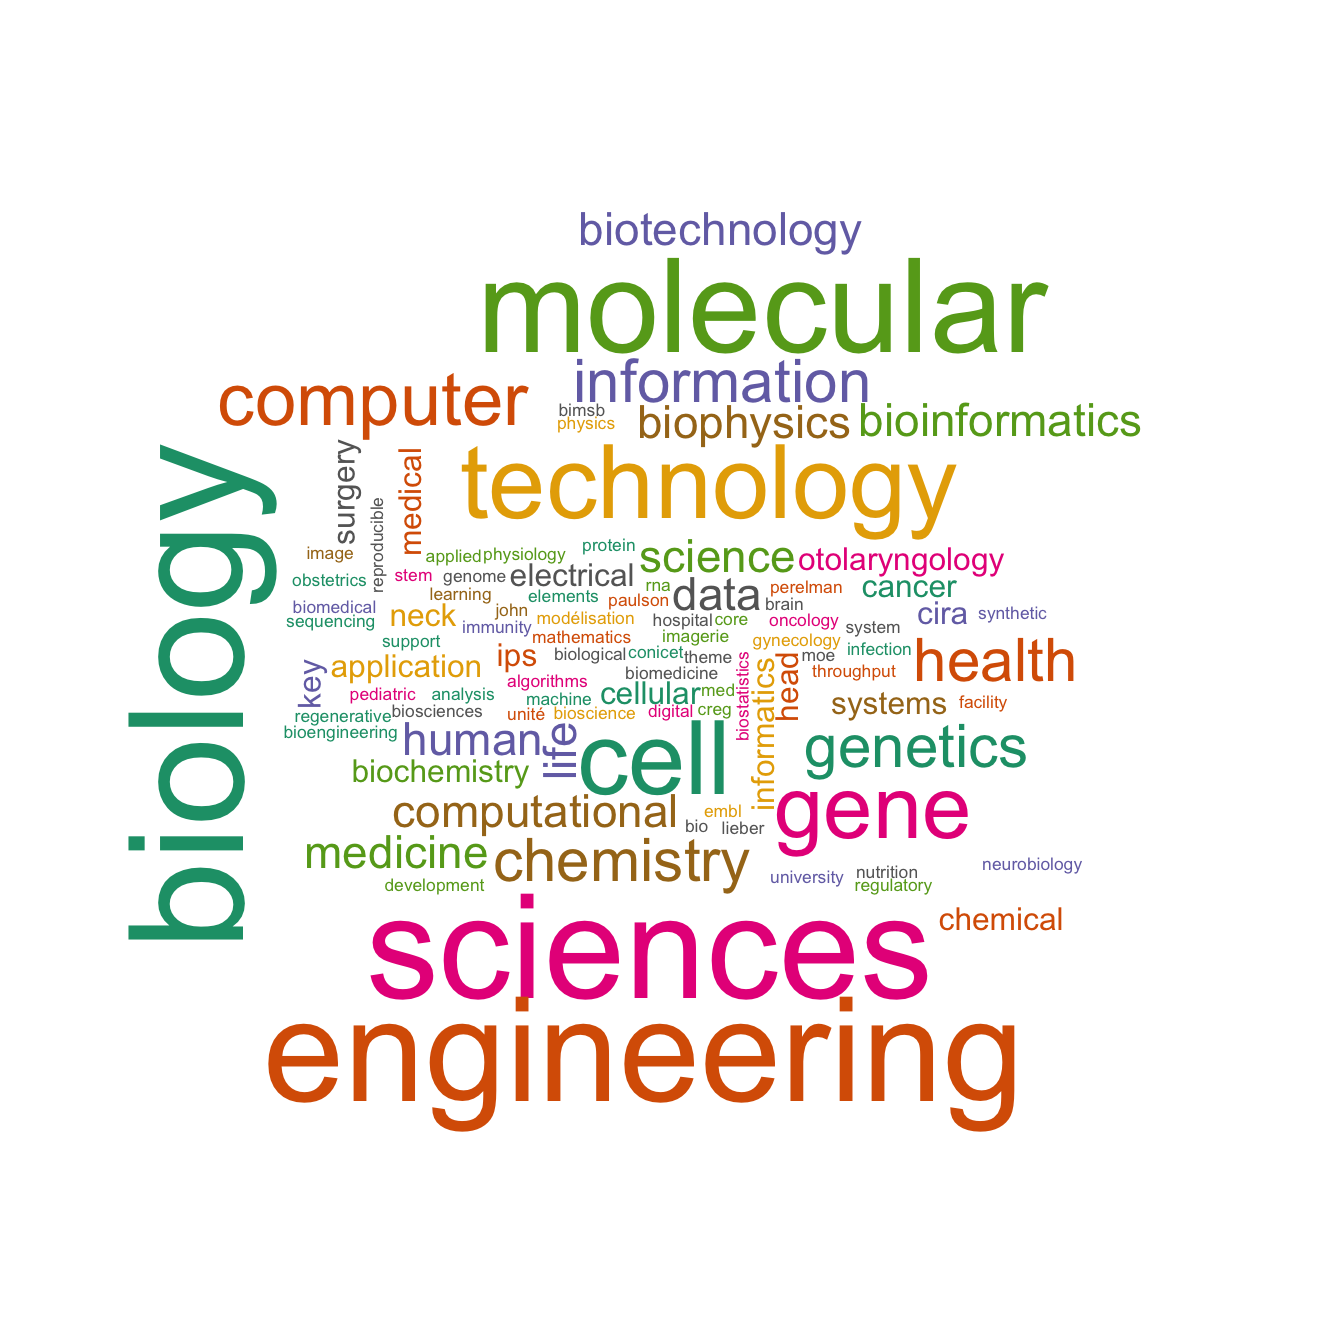 biotechnology
molecular
information
computer
bimsb
physics
biophysics
bioinformatics
biology
surgery
medical
technology
reproducible
image
applied
physiology
protein
science
otolaryngology
obstetrics
stem
genome
electrical
rna
data
perelman
cancer
learning
elements
paulson
brain
biomedical
sequencing
neck
john
modélisation
hospital
core
oncology
cira
synthetic
immunity
mathematics
imagerie
gynecology
system
support
ips
biological
conicet
theme
moe
infection
health
key
application
algorithms
biomedicine
biostatistics
informatics
head
throughput
pediatric
analysis
machine
cellular
med
systems
facility
regenerative
biosciences
unité
bioscience
digital
creg
bioengineering
human
life
cell
genetics
biochemistry
computational
embl
gene
bio
lieber
medicine
chemistry
development
university
nutrition
regulatory
neurobiology
sciences
chemical
engineering